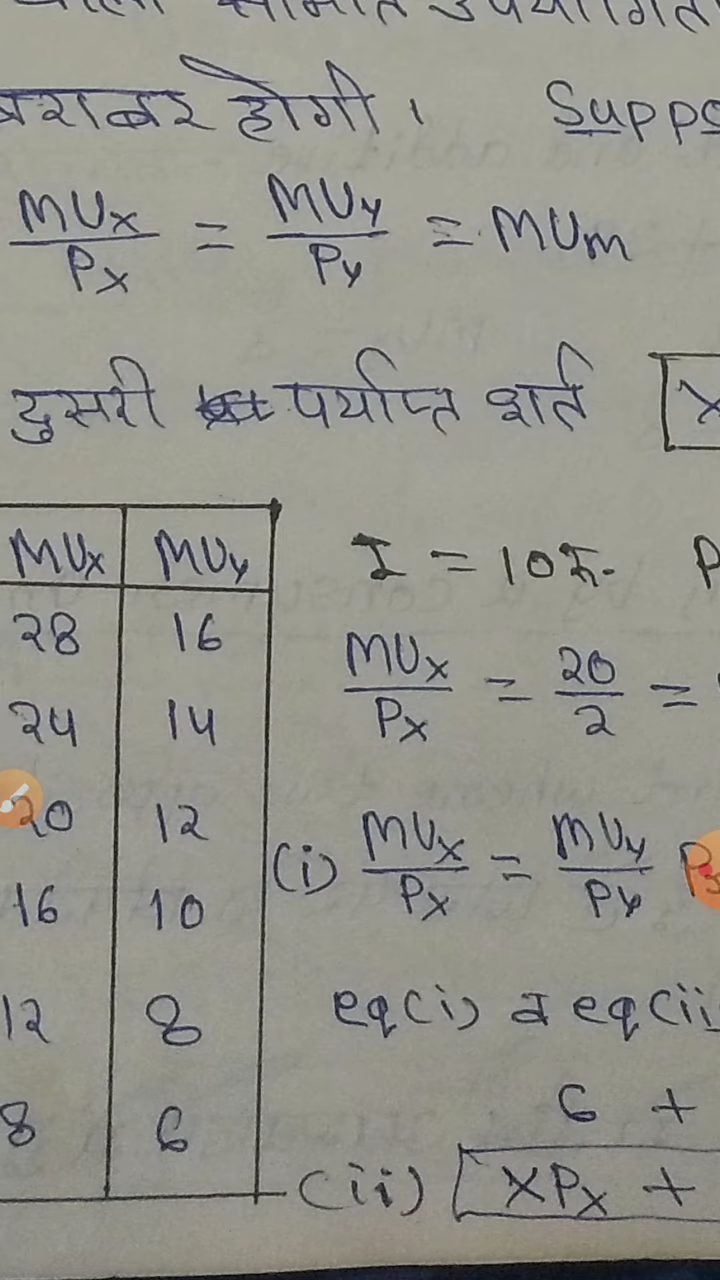 बराबर होगी। Suppo
MUx/Px = MUy/Py = MUm
दुसरी पर्याप्त शर्त [x
MUx MUy I = 10रु. P
28 16 MUx/Px = 20/2 =
24 14
20 12 (i) MUx/Px = MUy/Py
16 10
12 8 eq(i) व eq(ii
8 6 6 +
(ii) xPx +